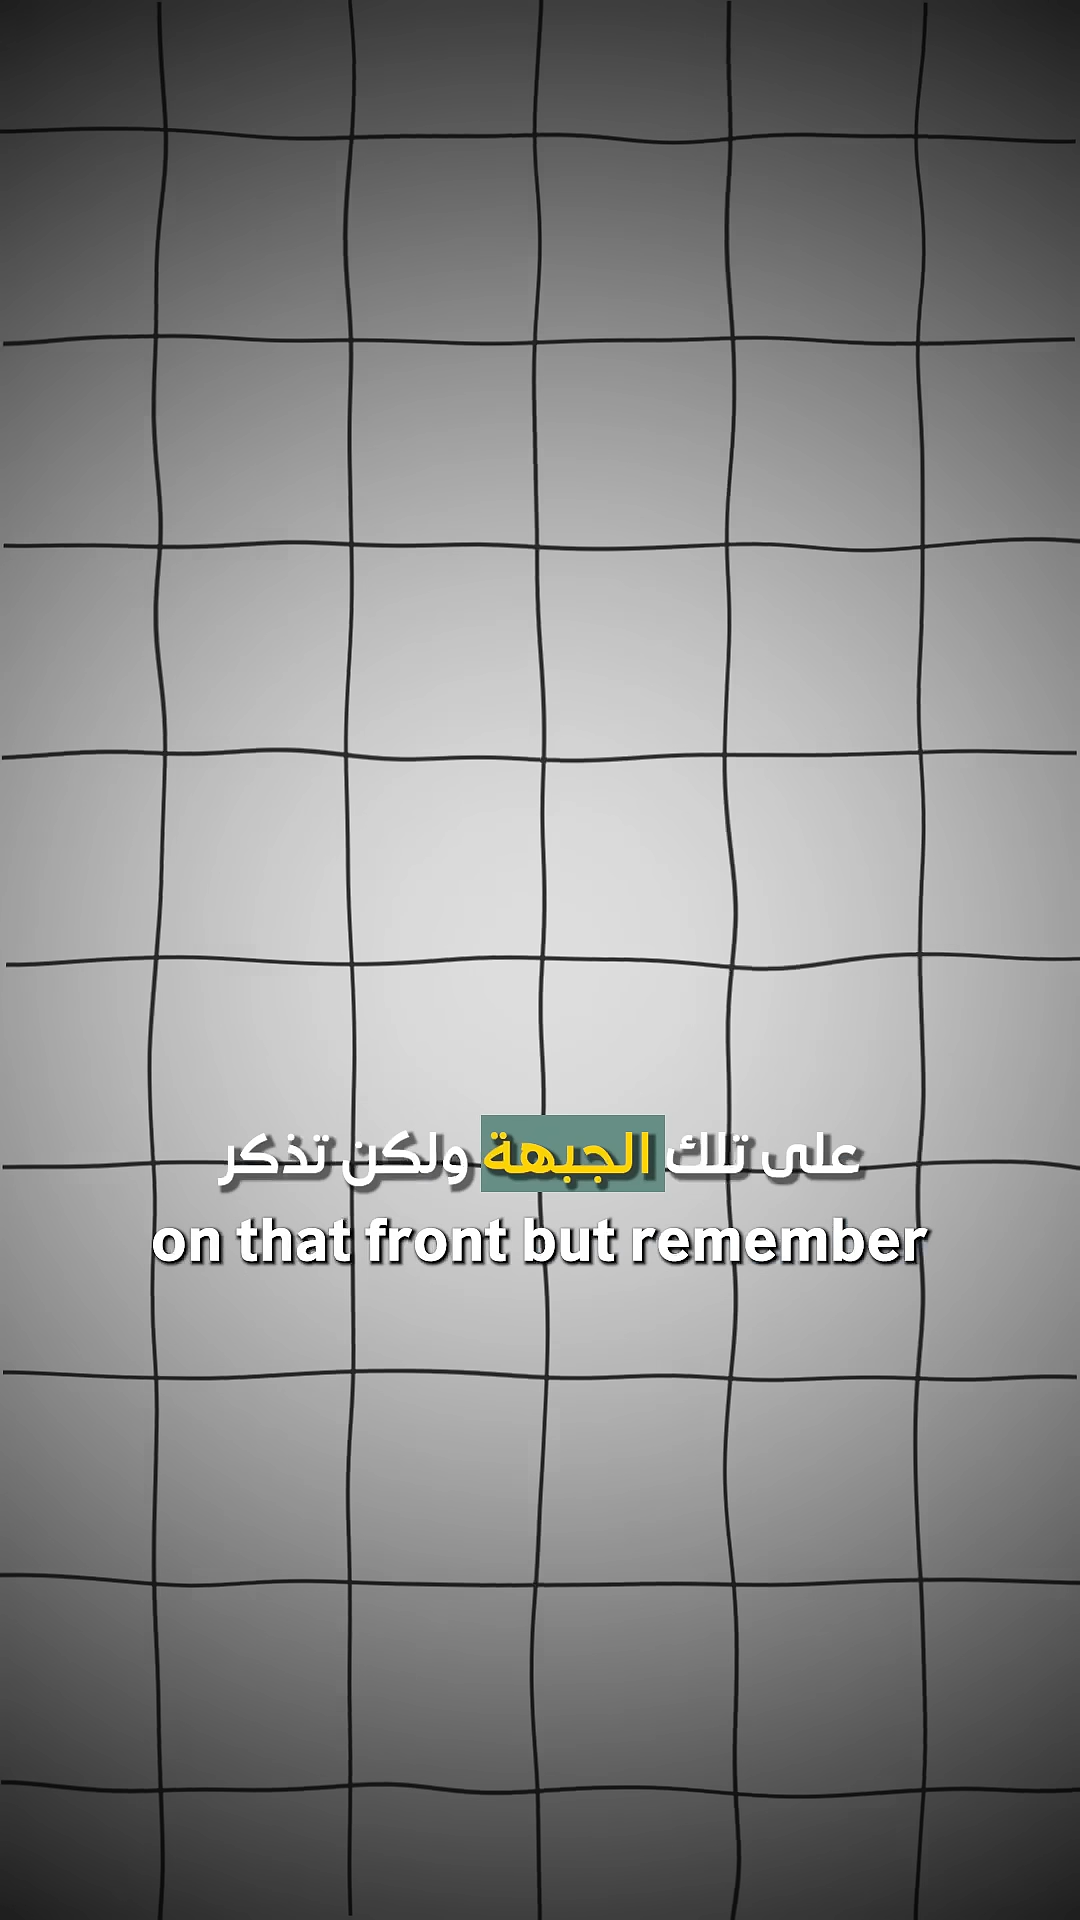 على تلك الجبهة ولكن تذكر
on that front but remember